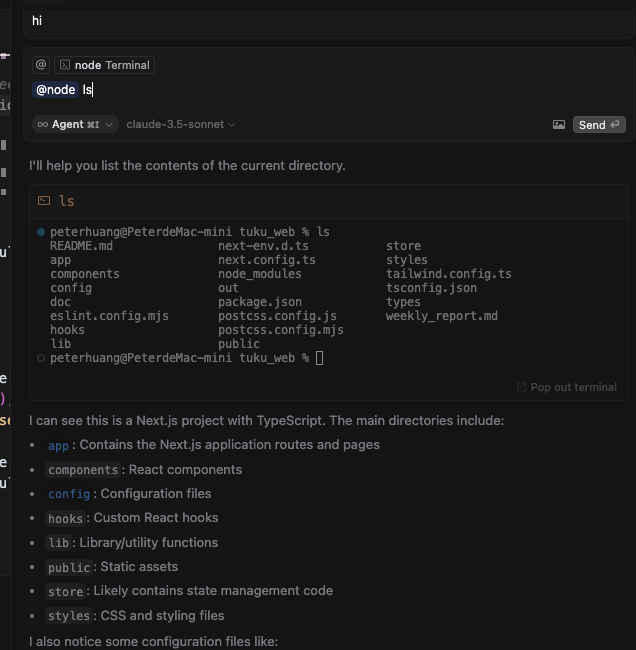 hi
@ node Terminal
@node ls
Agent ⌘I claude-3.5-sonnet Send
I'll help you list the contents of the current directory.
ls
peterhuang@PeterdeMac-mini tuku_web % ls
README.md next-env.d.ts store
app next.config.ts styles
components node_modules tailwind.config.ts
config out tsconfig.json
doc package.json types
eslint.config.mjs postcss.config.js weekly_report.md
hooks postcss.config.mjs
lib public
peterhuang@PeterdeMac-mini tuku_web %
Pop out terminal
I can see this is a Next.js project with TypeScript. The main directories include:
• app: Contains the Next.js application routes and pages
• components: React components
• config: Configuration files
• hooks: Custom React hooks
• lib: Library/utility functions
• public: Static assets
• store: Likely contains state management code
• styles: CSS and styling files
I also notice some configuration files like: